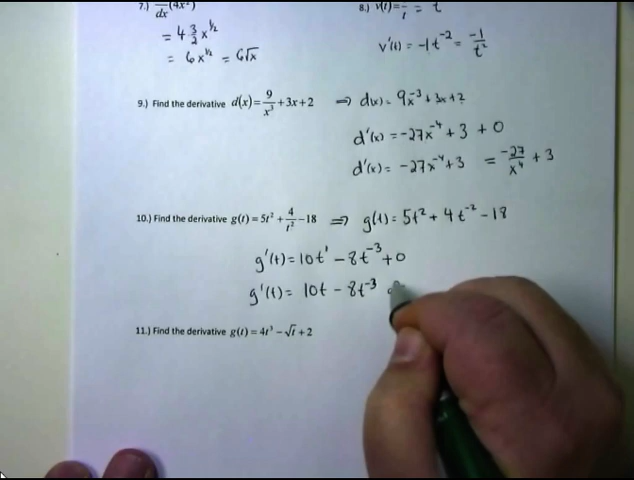 7.) d/dx (4x
8.) v(t)= 1/t = t
= 4 3/2 x^1/2
= 6x^1/2 = 6√x
v'(t) = -1t^-2 = -1/t^2
9.) Find the derivative d(x)= 9/x^3 +3x+2 ⇒ d(x)= 9x^-3 +3x+2
d'(x) = -27x^-4 + 3 + 0
d'(x) = -27x^-4 + 3 = -27/x^4 + 3
10.) Find the derivative g(t)=5t^2 + 4/t^2 -18 ⇒ g(t) = 5t^2 + 4t^-2 - 18
g'(t) = 10t^1 - 8t^-3 + 0
g'(t) = 10t - 8t^-3
11.) Find the derivative g(t)=4t^3 -√t +2